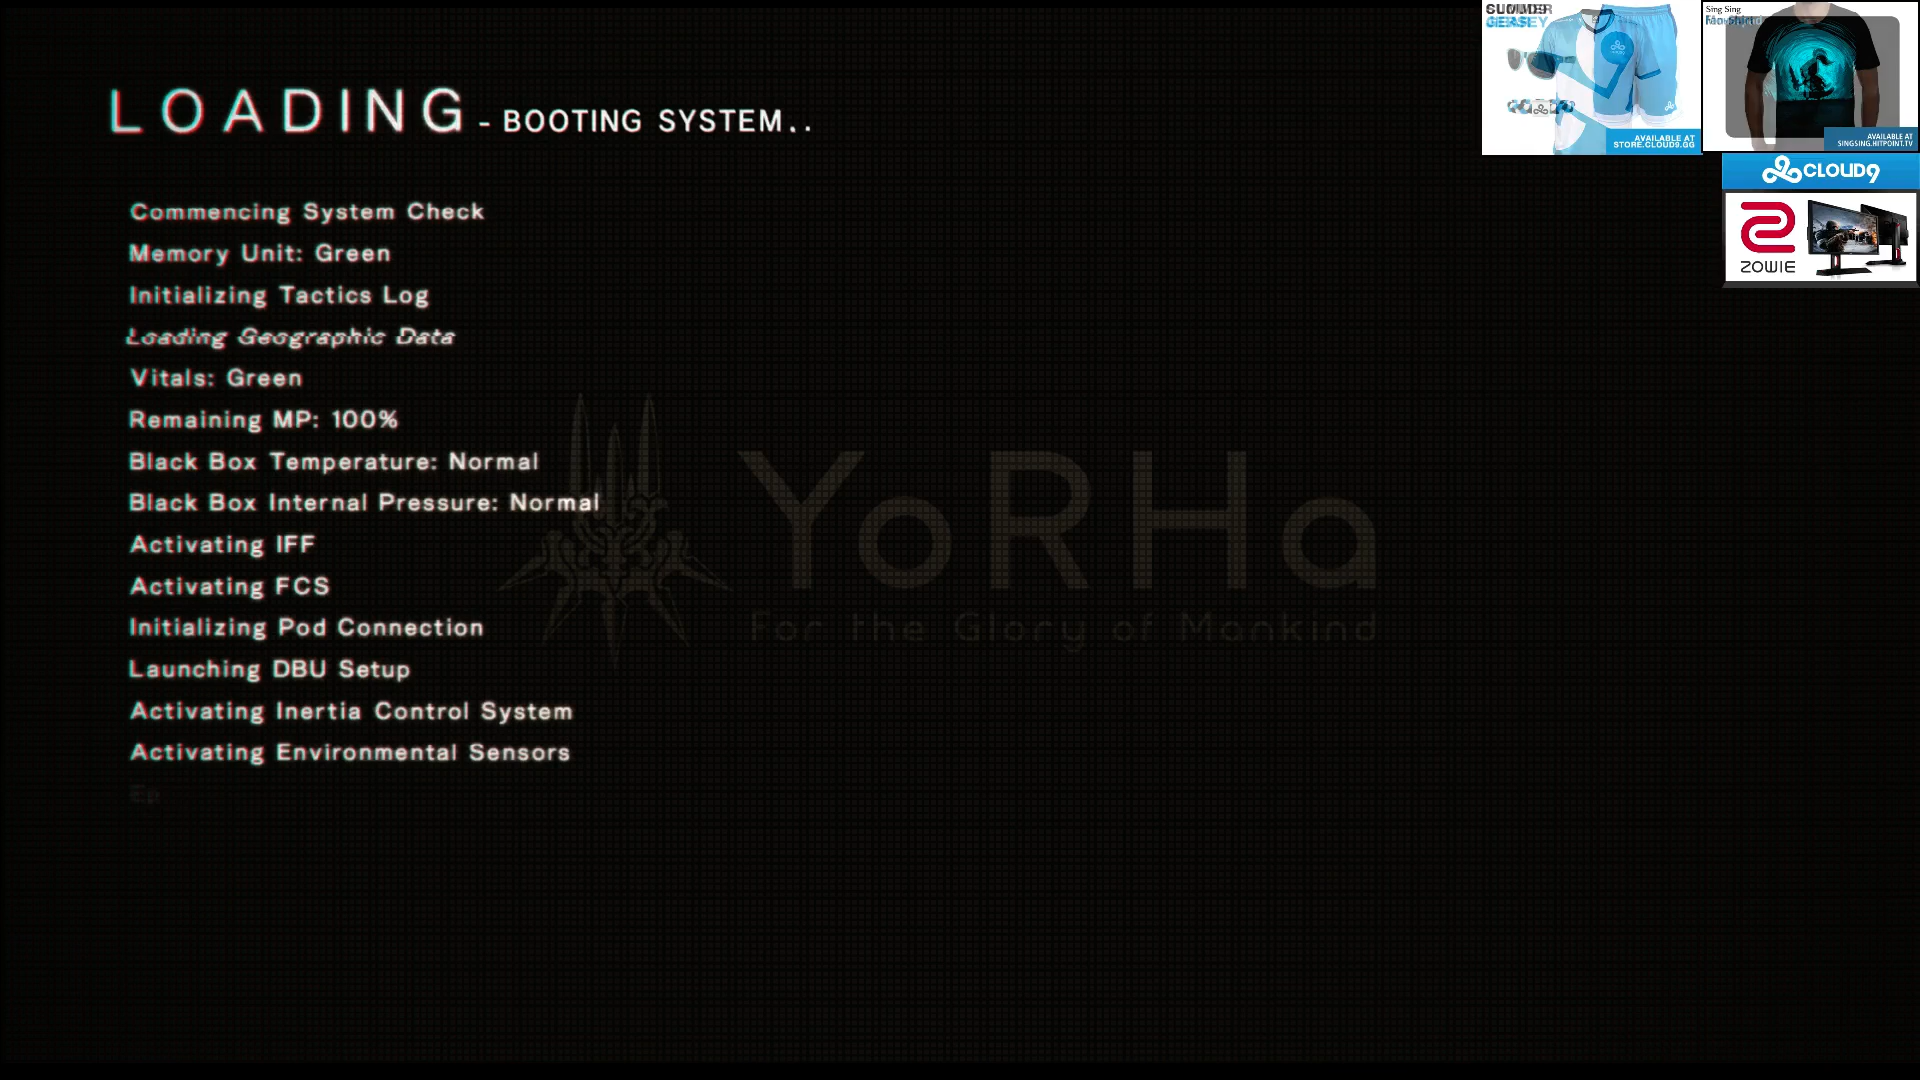 LOADING - BOOTING SYSTEM..
Commencing System Check
Memory Unit: Green
Initializing Tactics Log
Loading Geographic Data
Vitals: Green
Remaining MP: 100%
Black Box Temperature: Normal
Black Box Internal Pressure: Normal
Activating IFF
Activating FCS
Initializing Pod Connection
Launching DBU Setup
Activating Inertia Control System
Activating Environmental Sensors
Eq
YoRHa
For the Glory of Mankind
AVAILABLE AT
STORE.CLOUD9.GG
Sing Sing
AVAILABLE AT
SINGSING.HITPOINT.TV
CLOUD9
ZOWIE